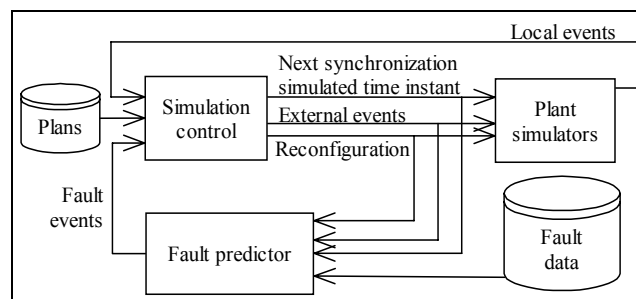 Local events
Next synchronization
simulated time instant
Simulation
control
Plans
Plant
simulators
External events
Reconfiguration
Fault
events
Fault predictor
Fault
data